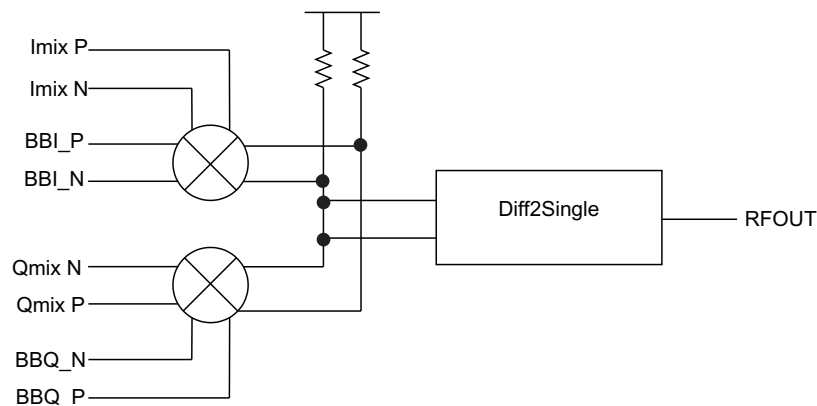 Imix P
Imix N
BBI_P
BBI_N
Diff2Single
RFOUT
Qmix N
Qmix P
BBQ_N
BBQ_P